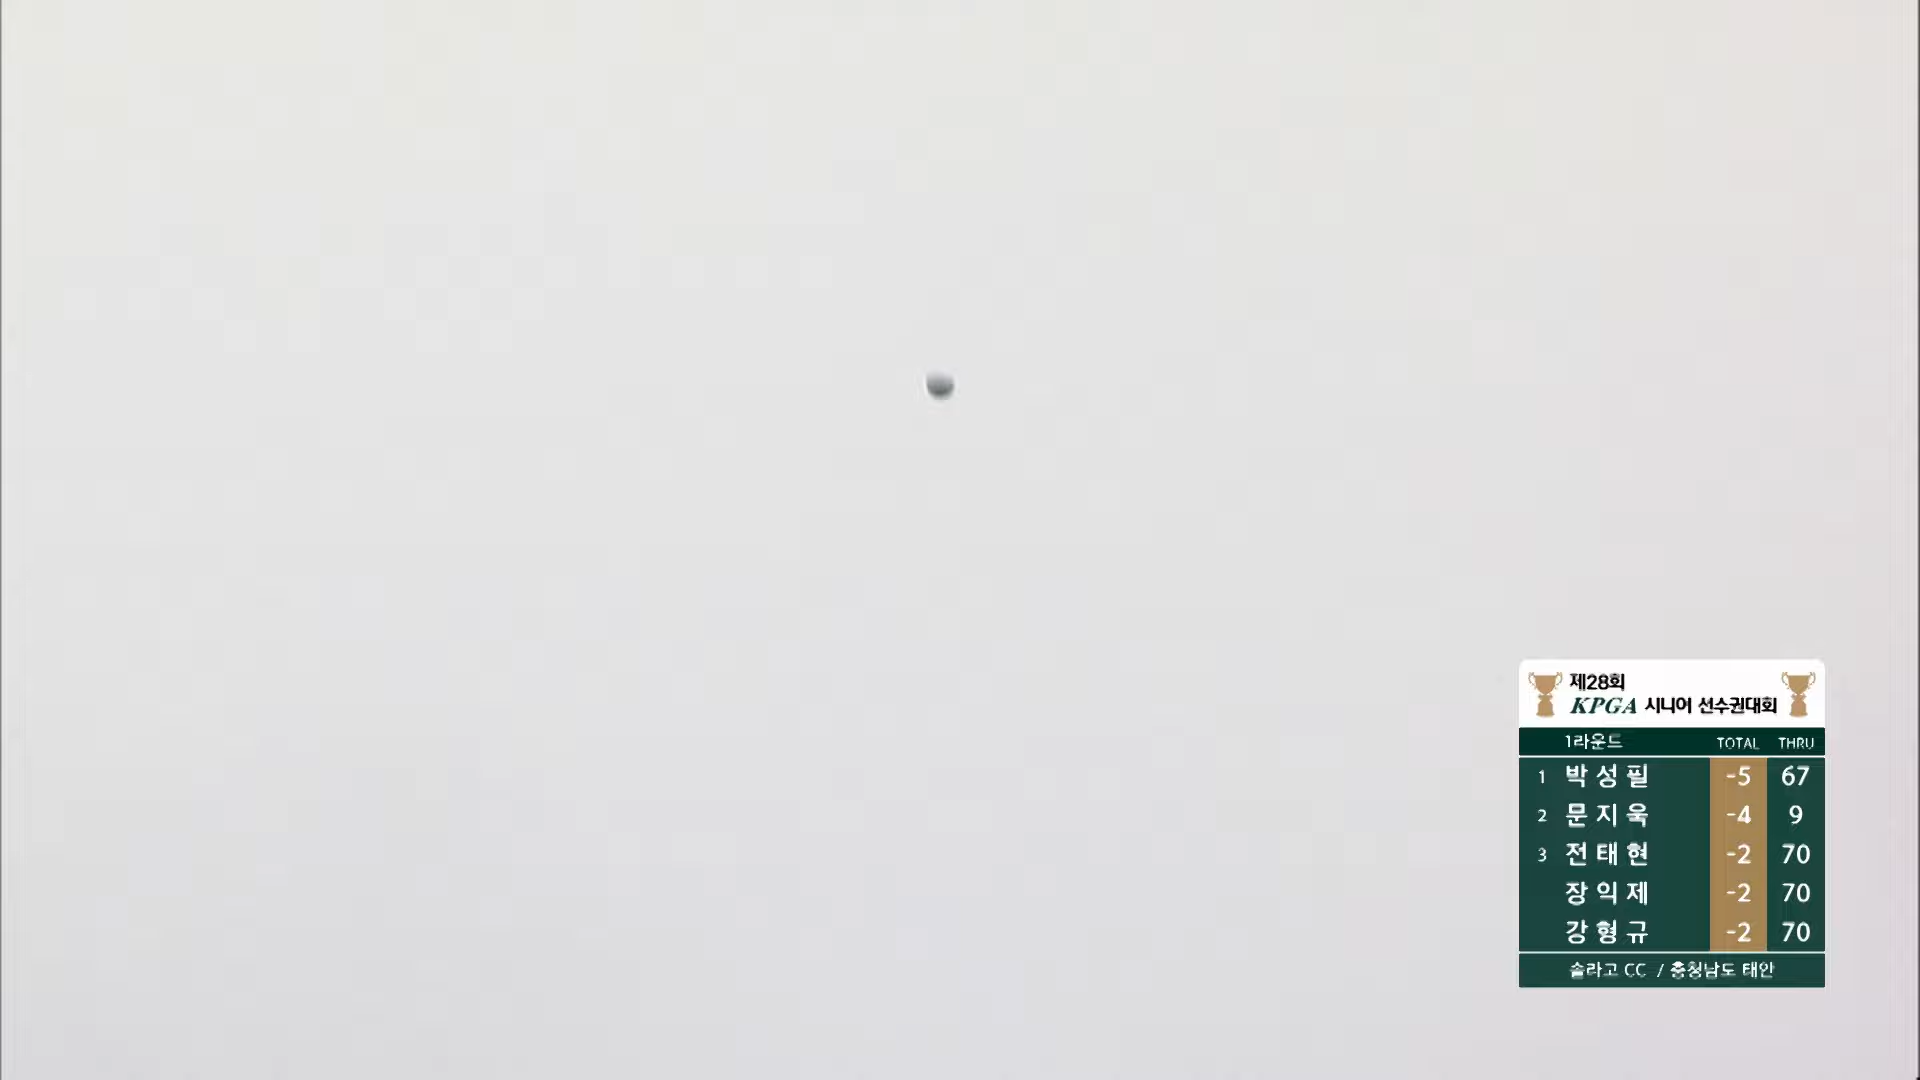 제28회
KPGA 시니어 선수권대회
1라운드 TOTAL THRU
1 박성필 -5 67
2 문지욱 -4 9
3 전태현 -2 70
장익제 -2 70
강형규 -2 70
솔라고 CC / 충청남도 태안